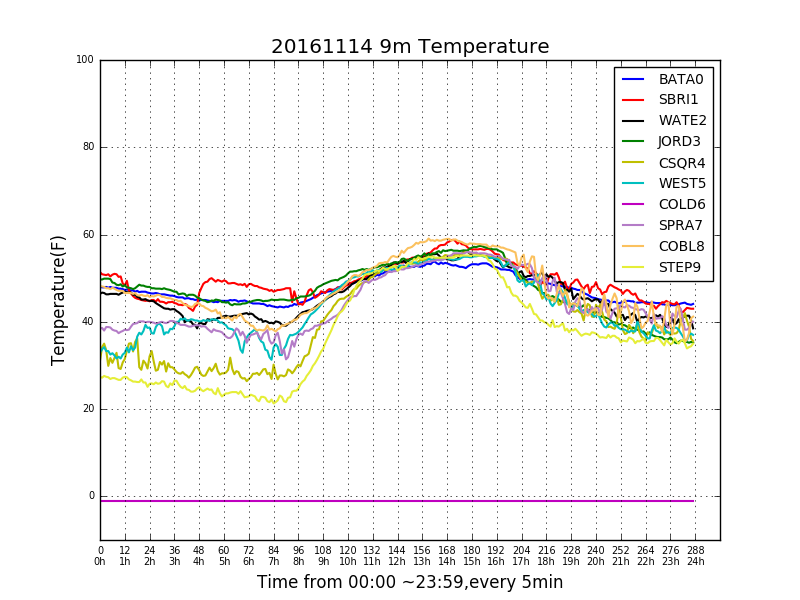 20161114 9m Temperature
BATA0
SBRI1
WATE2
JORD3
CSQR4
WEST5
COLD6
SPRA7
COBL8
STEP9
Temperature(F)
100
80
60
40
20
0
0 12 24 36 48 60 72 84 96 108 120 132 144 156 168 180 192 204 216 228 240 252 264 276 288
0h 1h 2h 3h 4h 5h 6h 7h 8h 9h 10h 11h 12h 13h 14h 15h 16h 17h 18h 19h 20h 21h 22h 23h 24h
Time from 00:00 ~23:59,every 5min